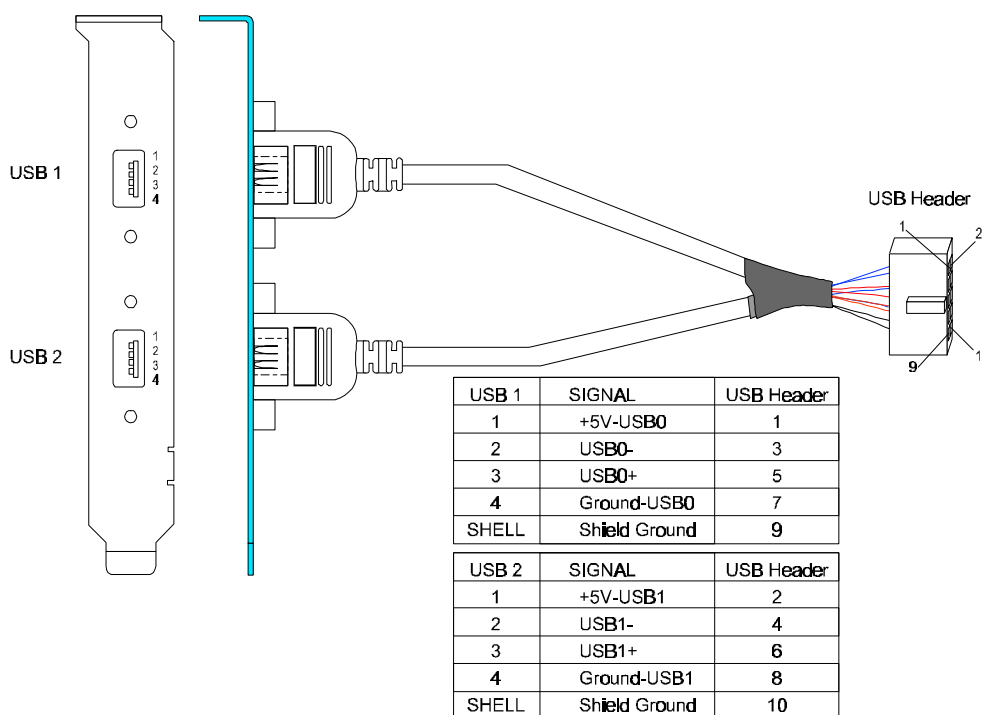 USB 1
1
2
3
4
USB 2
1
2
3
4
USB Header
1
2
9
1
USB 1 SIGNAL USB Header
1 +5V-USB0 1
2 USB0- 3
3 USB0+ 5
4 Ground-USB0 7
SHELL Shield Ground 9
USB 2 SIGNAL USB Header
1 +5V-USB1 2
2 USB1- 4
3 USB1+ 6
4 Ground-USB1 8
SHELL Shield Ground 10